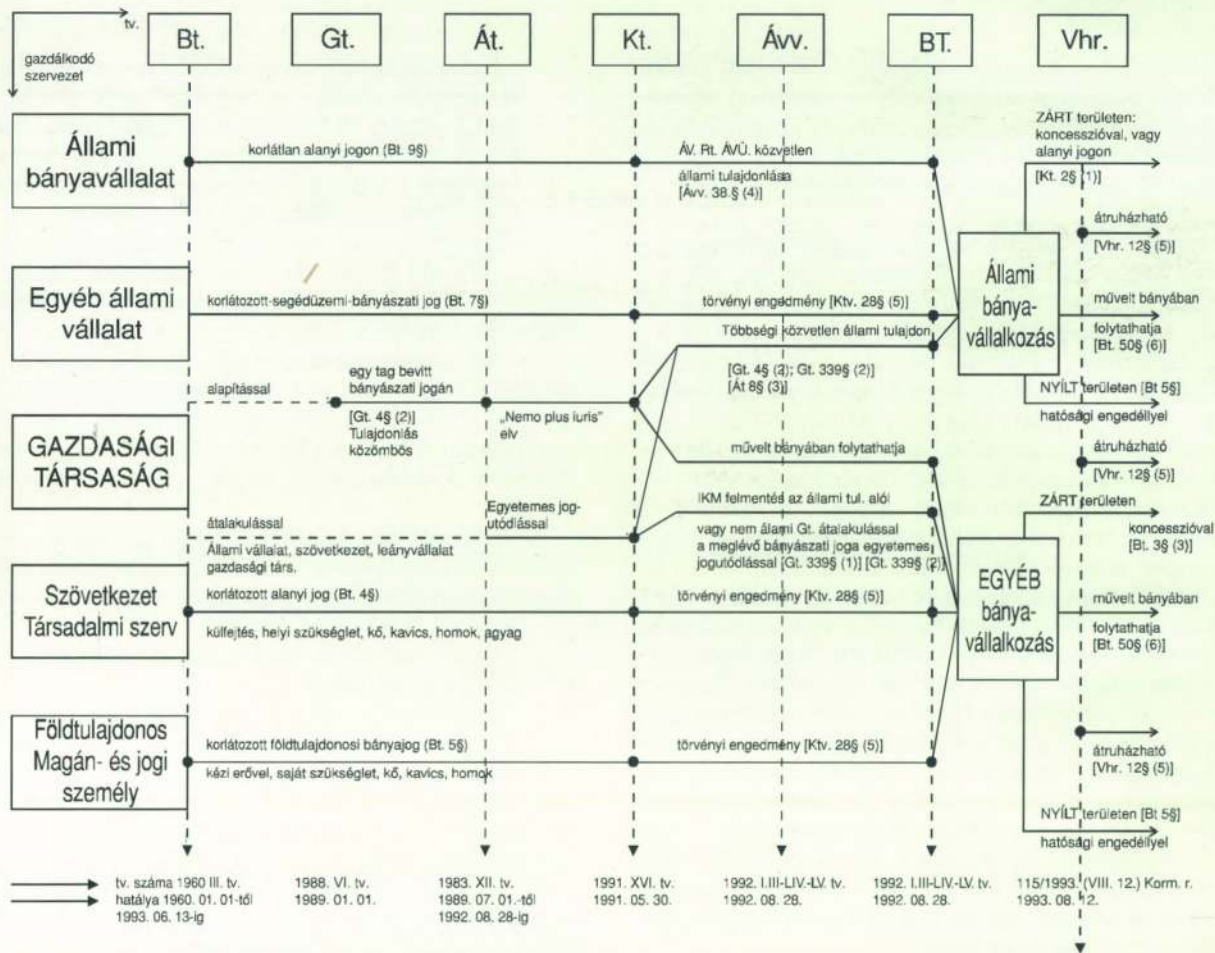 tv.
gazdálkodó
szervezet
Bt.
Gt.
Át.
Kt.
Ávv.
BT.
Vhr.
Állami
bányavállalat
korlátlan alanyi jogon (Bt. 9§)
ÁV. Rt. ÁVÜ. közvetlen
állami tulajdonlása
[Ávv. 38.§ (4)]
ZÁRT területen:
koncesszióval, vagy
alanyi jogon
[Kt. 2§ (1)]
átruházható
[Vhr. 12§ (5)]
Egyéb állami
vállalat
korlátozott-segédüzemi-bányászati jog (Bt. 7§)
törvényi engedmény [Ktv. 28§ (5)]
Többségi közvetlen állami tulajdon
[Gt. 4§ (2); Gt. 339§ (2)]
[Át 8§ (3)]
Állami
bánya-
vállalkozás
művelt bányában
folytathatja
[Bt. 50§ (6)]
NYÍLT területen [Bt 5§]
hatósági engedéllyel
GAZDASÁGI
TÁRSASÁG
alapítással
egy tag bevitt
bányászati jogán
[Gt. 4§ (2)]
Tulajdonlás
közömbös
„Nemo plus iuris"
elv
művelt bányában folytathatja
átruházható
[Vhr. 12§ (5)]
átalakulással
Állami vállalat, szövetkezet, leányvállalat
gazdasági társ.
Egyetemes jog-
utódlással
IKM felmentés az állami tul. alól
vagy nem állami Gt. átalakulással
a meglévő bányászati joga egyetemes
jogutódlással [Gt. 339§ (1)] [Gt. 339§ (2)]
ZÁRT területen
koncesszióval
[Bt. 3§ (3)]
Szövetkezet
Társadalmi szerv
korlátozott alanyi jog (Bt. 4§)
külfejtés, helyi szükséglet, kő, kavics, homok, agyag
törvényi engedmény [Ktv. 28§ (5)]
EGYÉB
bánya-
vállalkozás
művelt bányában
folytathatja
[Bt. 50§ (6)]
Földtulajdonos
Magán- és jogi
személy
korlátozott földtulajdonosi bányajog (Bt. 5§)
kézi erővel, saját szükséglet, kő, kavics, homok
törvényi engedmény [Ktv. 28§ (5)]
átruházható
[Vhr. 12§ (5)]
NYÍLT területen [Bt 5§]
hatósági engedéllyel
tv. száma 1960 III. tv.
hatálya 1960. 01. 01-től
1993. 06. 13-ig
1988. VI. tv.
1989. 01. 01.
1983. XII. tv.
1989. 07. 01.-től
1992. 08. 28-ig
1991. XVI. tv.
1991. 05. 30.
1992. I.III-LIV.-LV. tv.
1992. 08. 28.
1992. I.III-LIV.-LV. tv.
1992. 08. 28.
115/1993. (VIII. 12.) Korm. r.
1993. 08. 12.